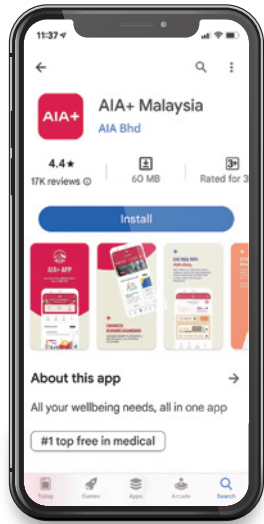 11:37
AIA+
AIA+ Malaysia
AIA Bhd
4.4★
17K reviews
60 MB
3+
Rated for 3
Install
AIA+ APP
About this app
All your wellbeing needs, all in one app
#1 top free in medical
Today
Games
Apps
Arcade
Search